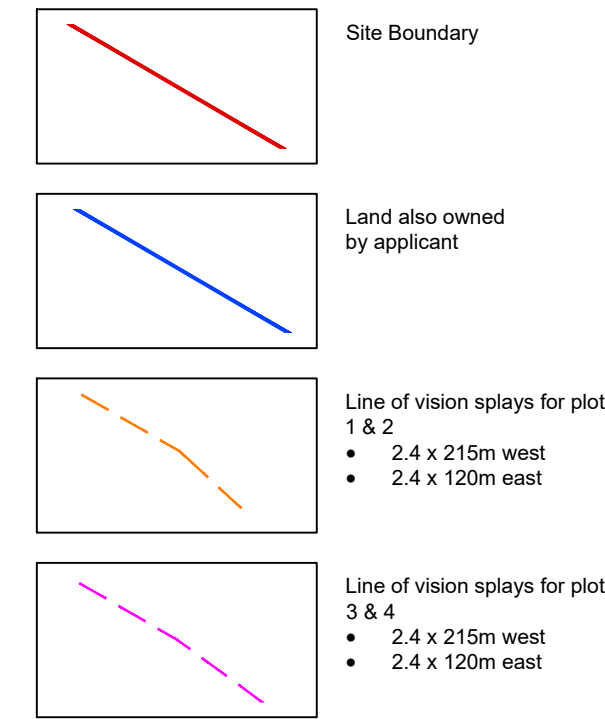 Site Boundary
Land also owned
by applicant
Line of vision splays for plot
1 & 2
• 2.4 x 215m west
• 2.4 x 120m east
Line of vision splays for plot
3 & 4
• 2.4 x 215m west
• 2.4 x 120m east